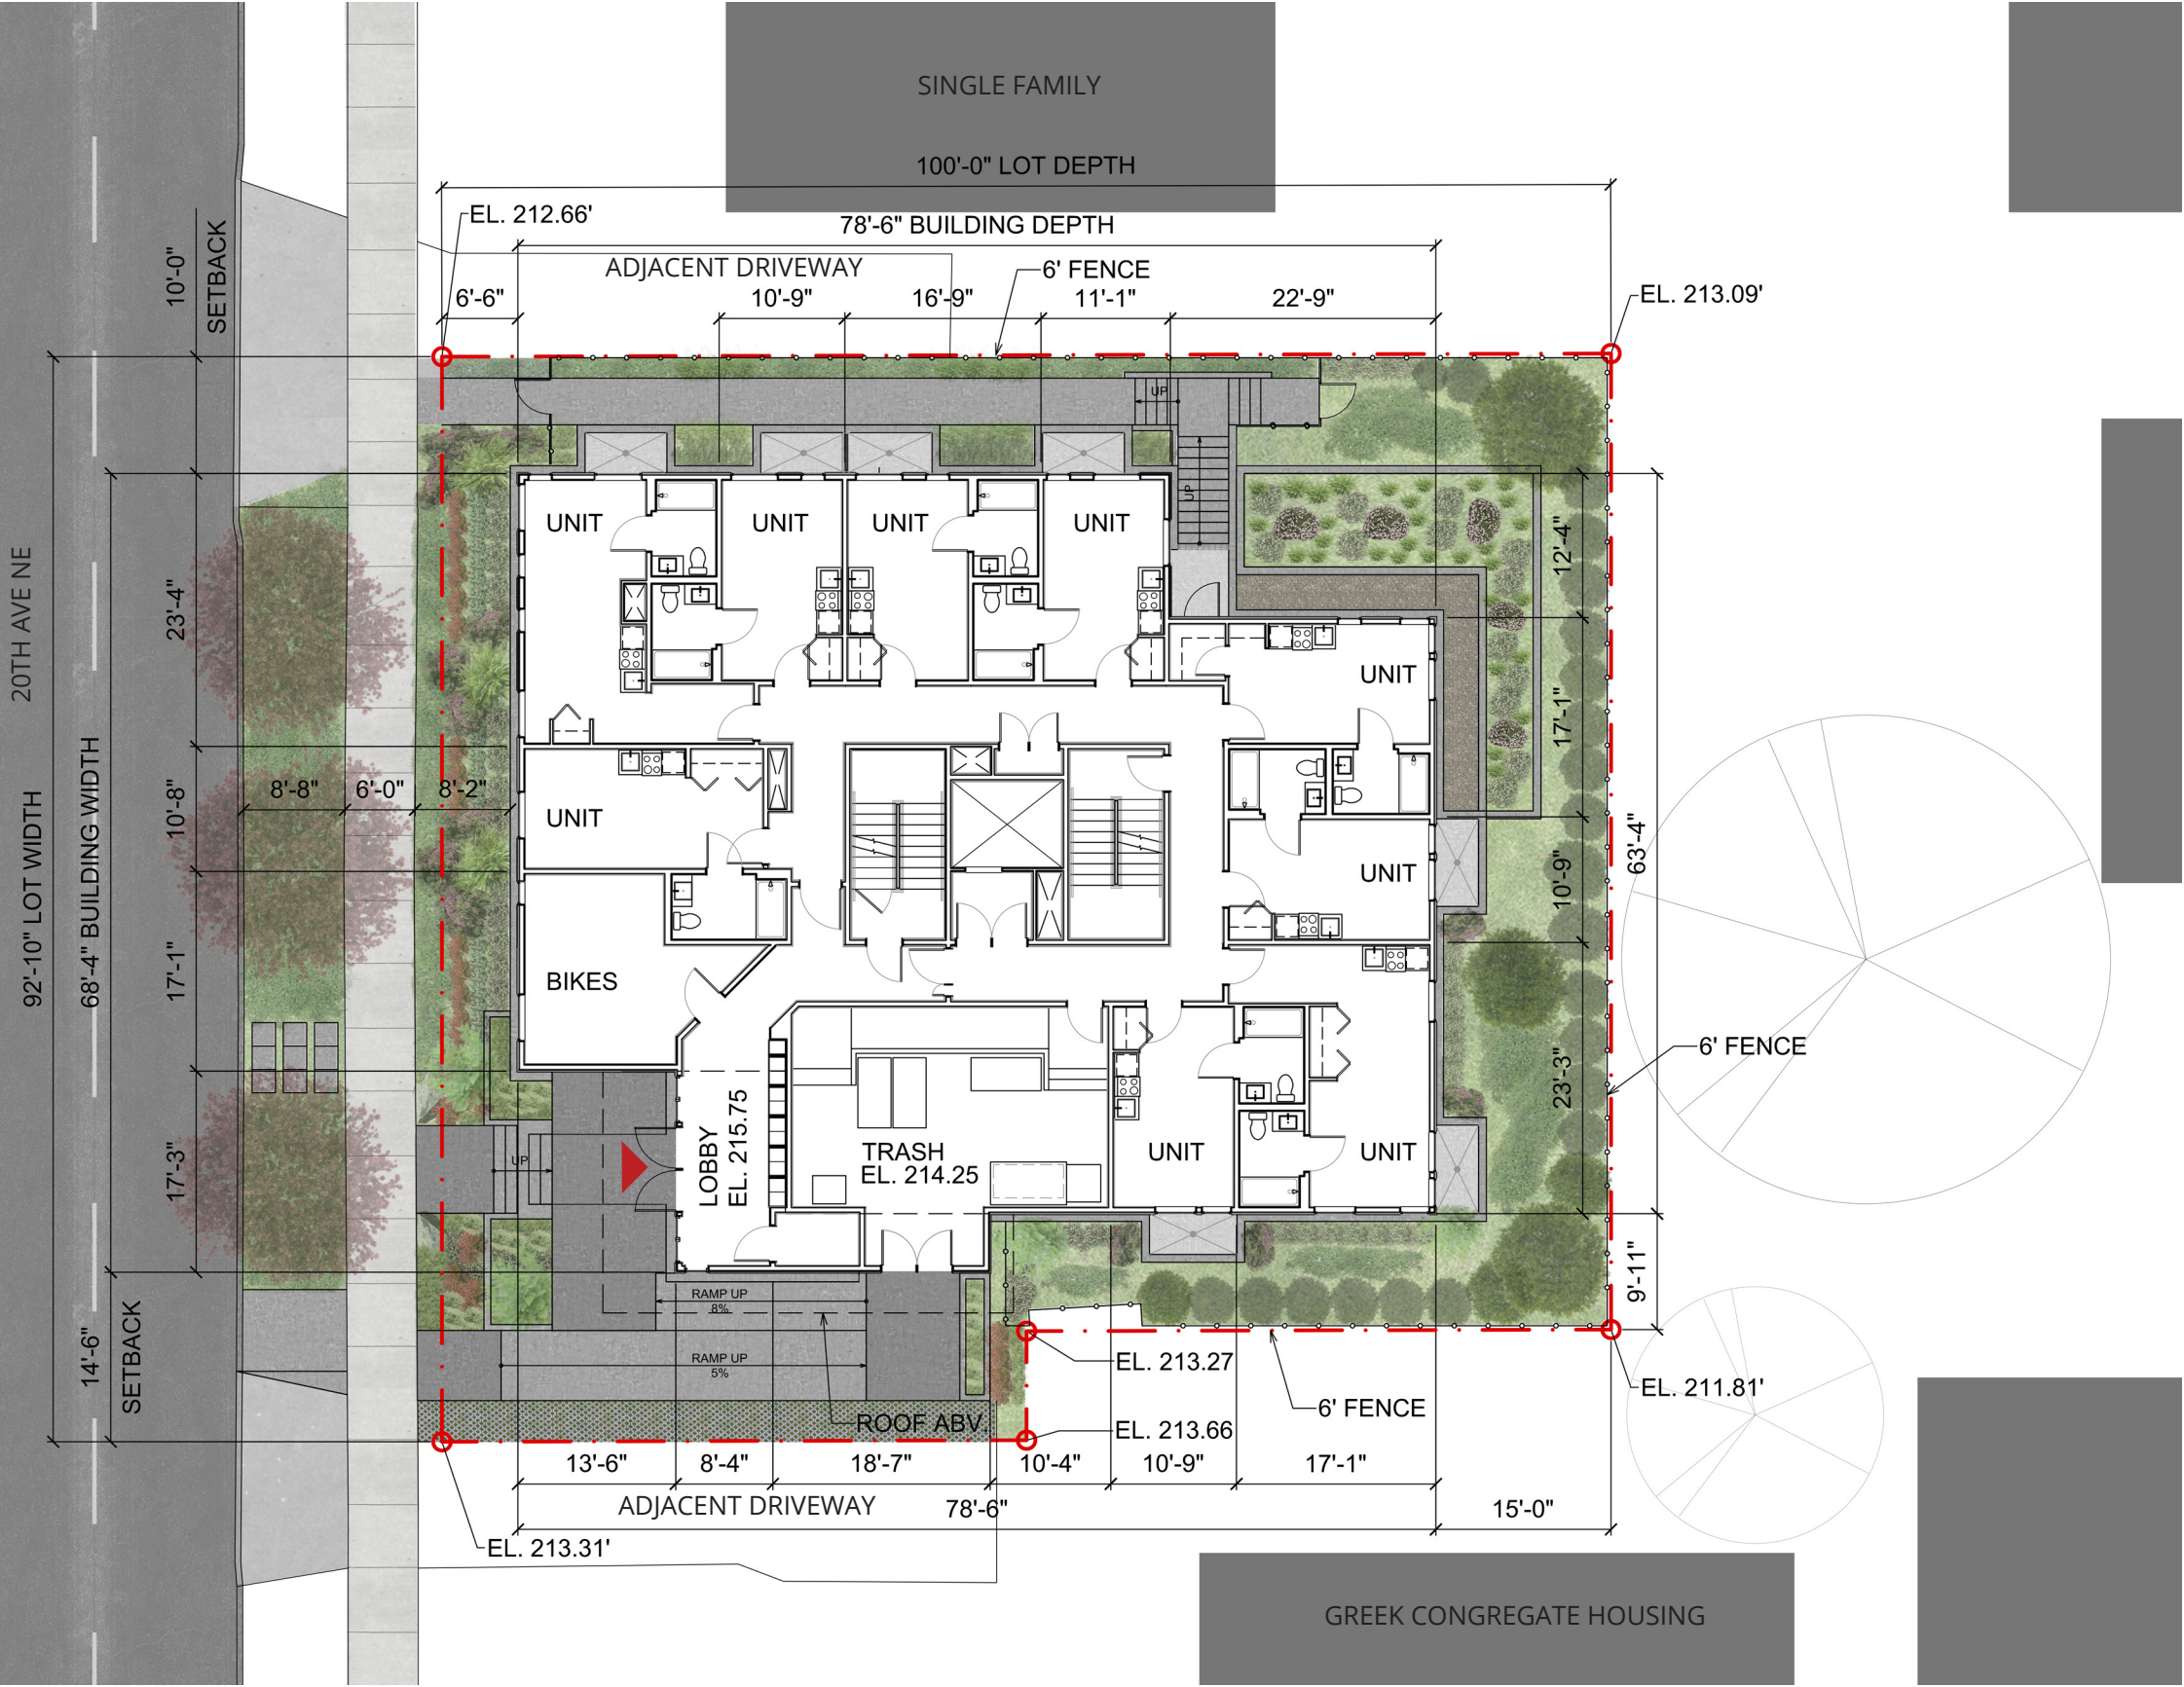 SINGLE FAMILY
100'-0" LOT DEPTH
EL. 212.66'
78'-6" BUILDING DEPTH
ADJACENT DRIVEWAY
6' FENCE
EL. 213.09'
6'-6"
10'-9"
16'-9"
11'-1"
22'-9"
10'-0"
SETBACK
UP
UP
UNIT
UNIT
UNIT
UNIT
12'-4"
20TH AVE NE
23'-4"
UNIT
17'-1"
92'-10" LOT WIDTH
68'-4" BUILDING WIDTH
10'-8"
8'-8"
6'-0"
8'-2"
UNIT
UNIT
10'-9"
63'-4"
17'-1"
BIKES
6' FENCE
23'-3"
17'-3"
UP
LOBBY
EL. 215.75
TRASH
EL. 214.25
UNIT
UNIT
9'-11"
14'-6"
SETBACK
RAMP UP
8%
RAMP UP
5%
EL. 213.27
EL. 211.81'
6' FENCE
ROOF ABV.
EL. 213.66
13'-6"
8'-4"
18'-7"
10'-4"
10'-9"
17'-1"
ADJACENT DRIVEWAY
78'-6"
15'-0"
EL. 213.31'
GREEK CONGREGATE HOUSING